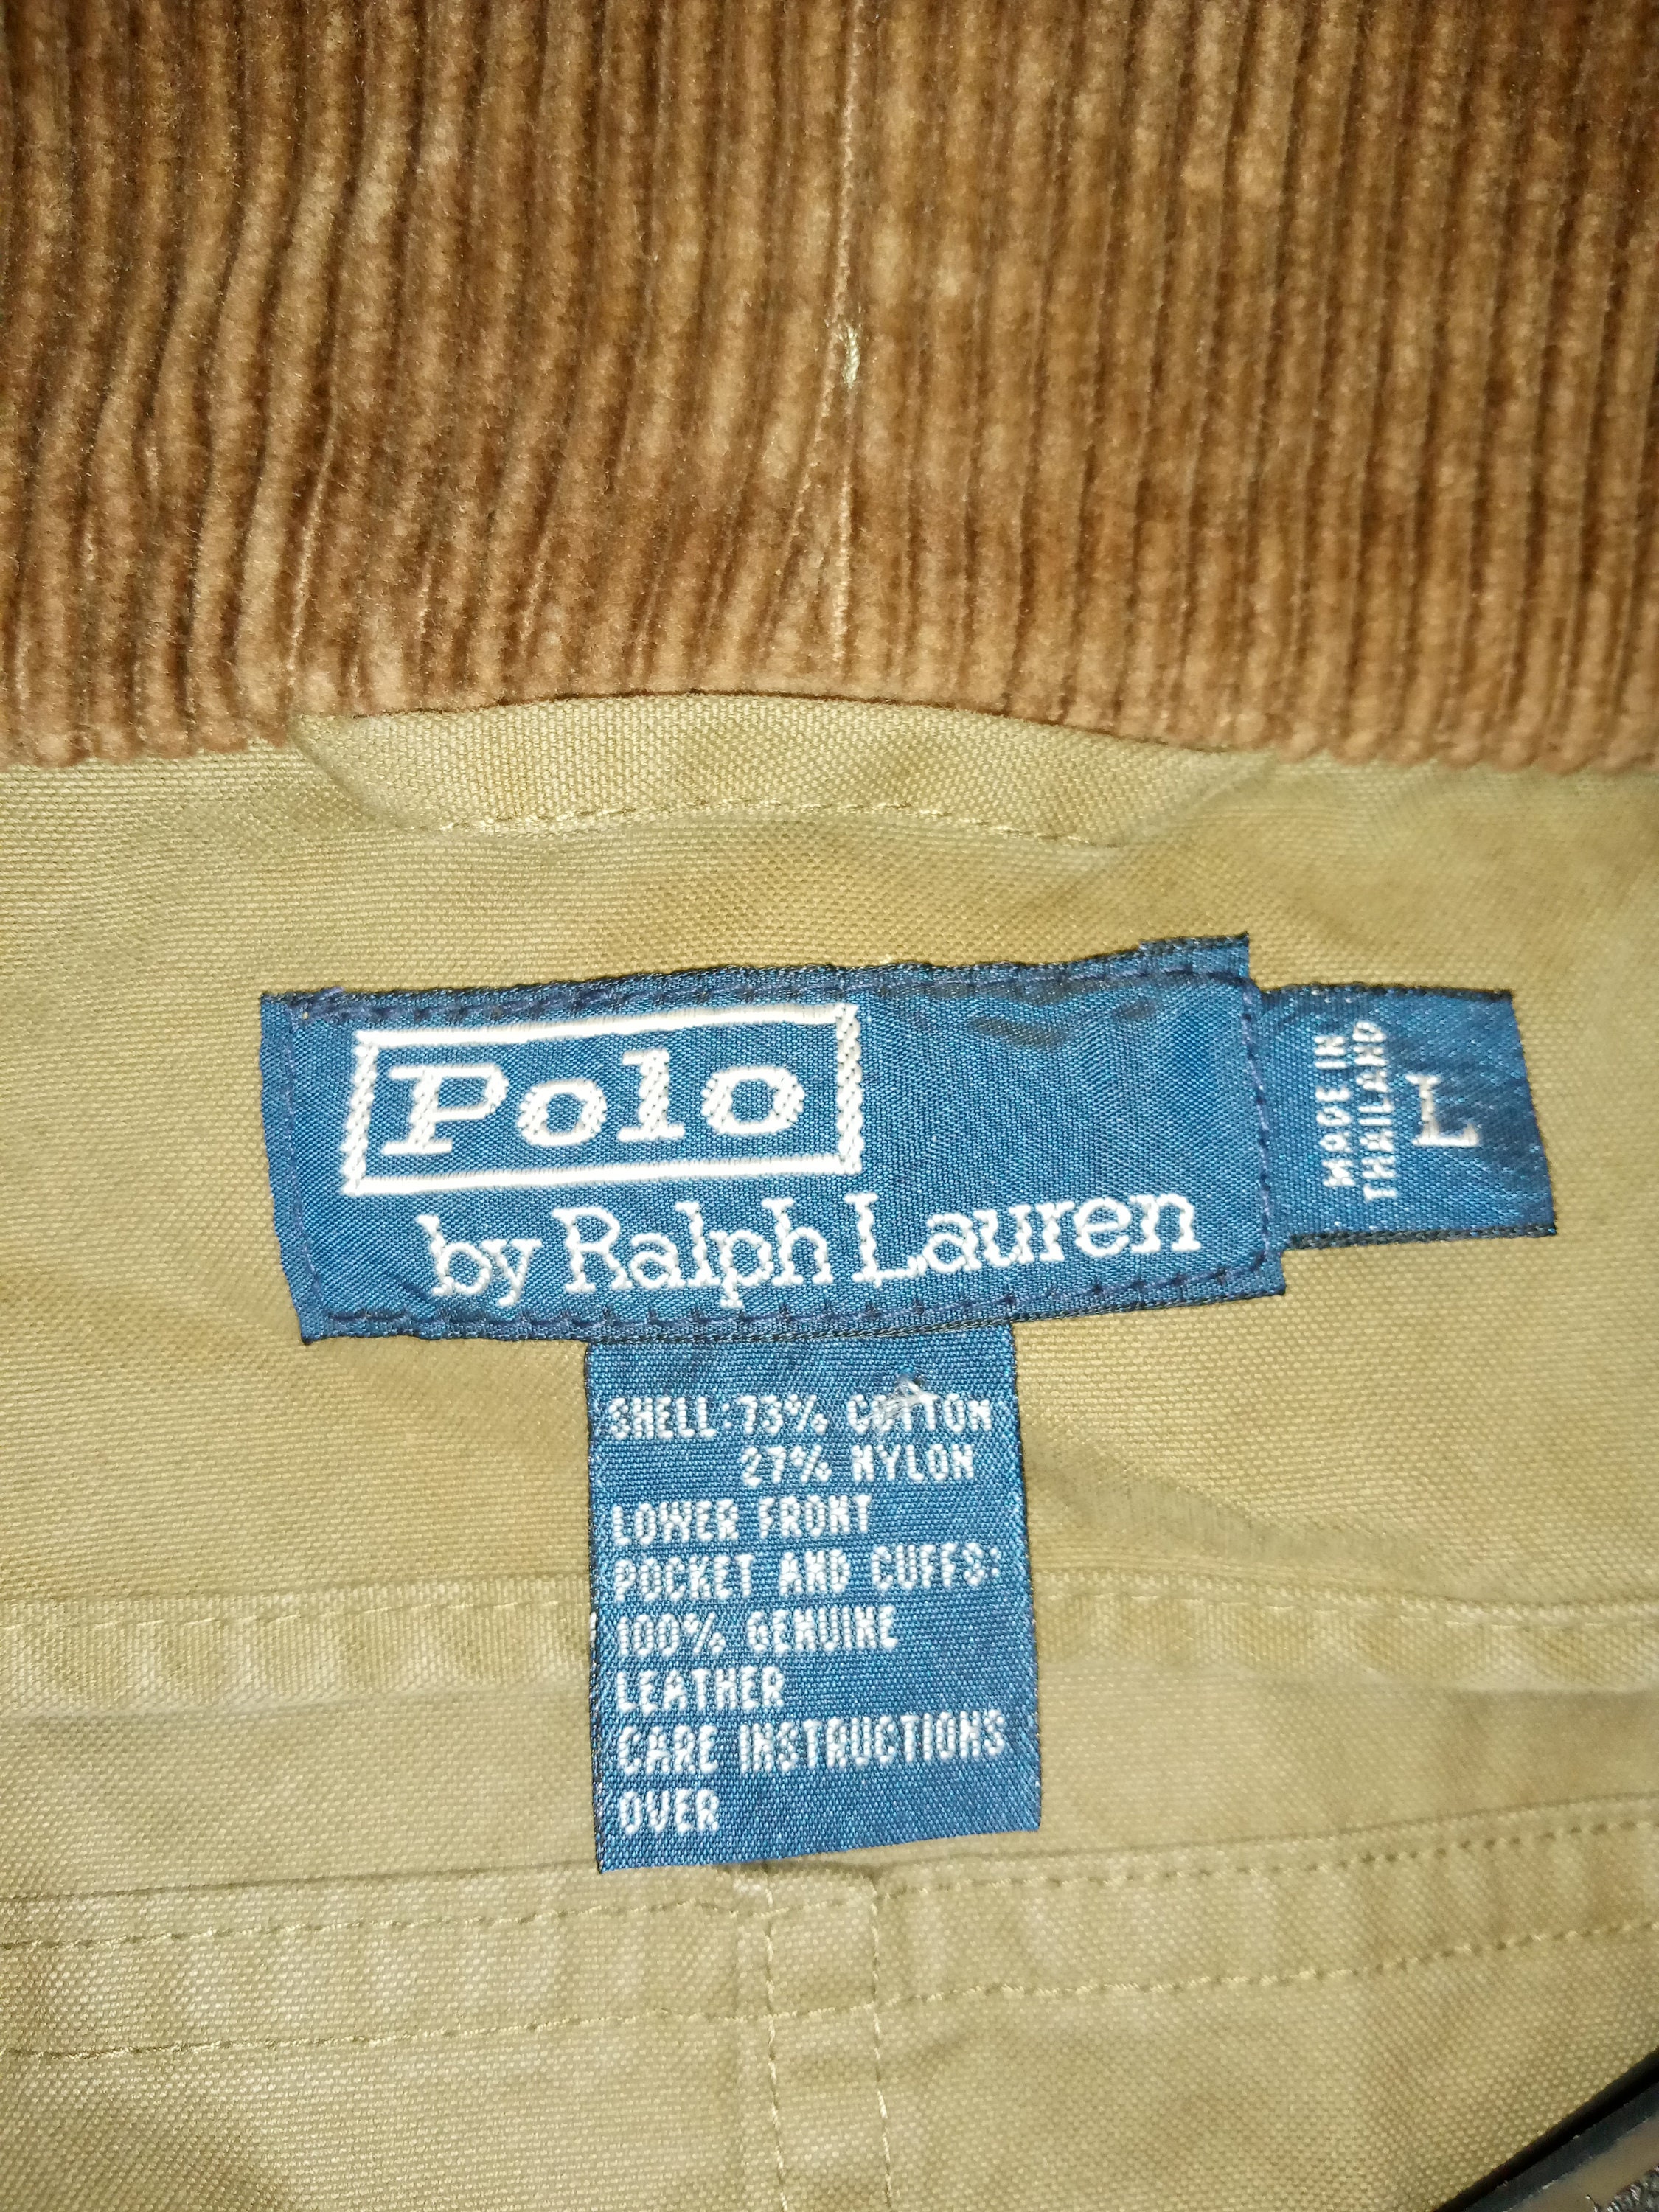 Polo
by Ralph Lauren
MADE IN
THAILAND
L
SHELL: 73% COTTON
27% NYLON
LOWER FRONT
POCKET AND CUFFS:
100% GENUINE
LEATHER
CARE INSTRUCTIONS
OVER